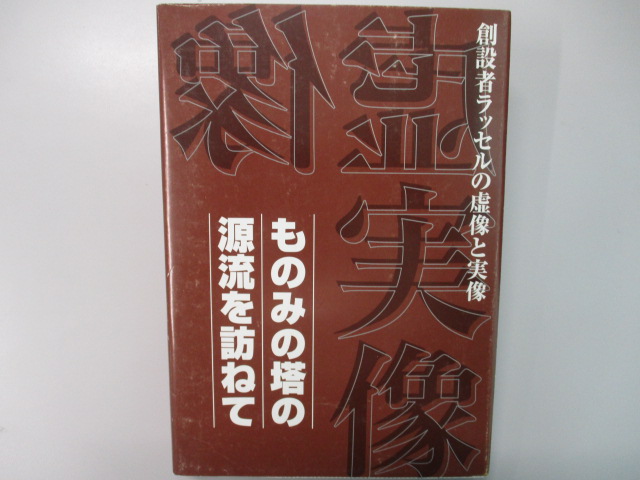 創設者ラッセルの虚像と実像
虚像
実像
ものみの塔の
源流を訪ねて